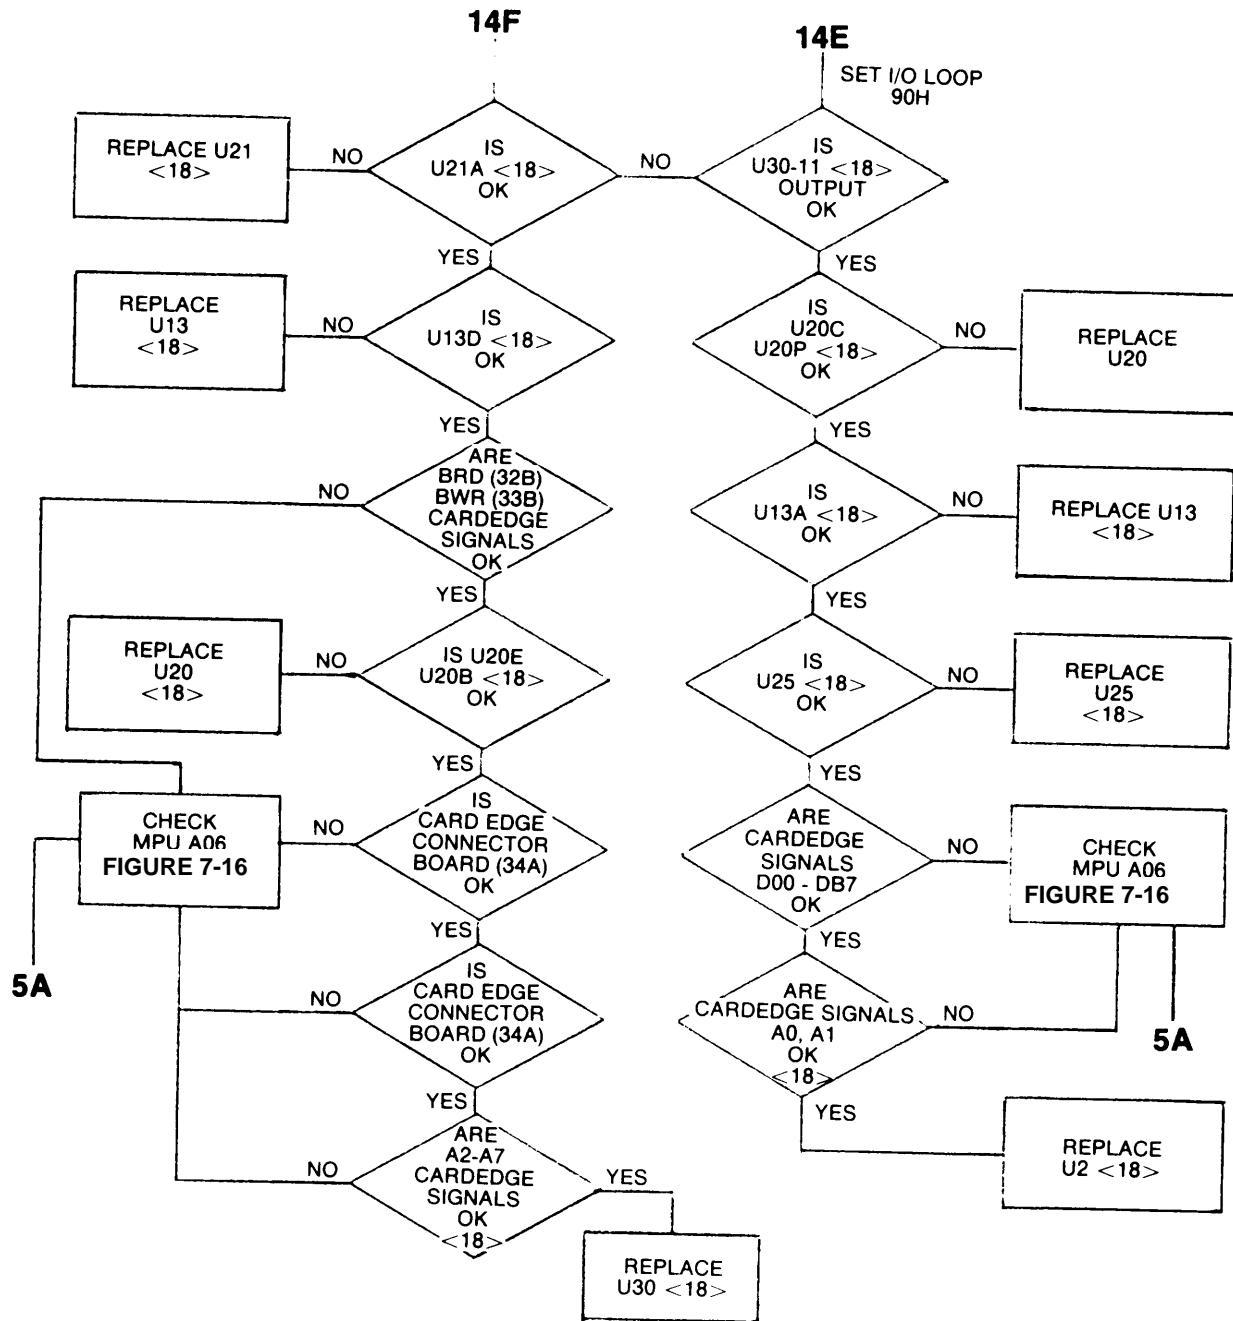 14F
14E
SET I/O LOOP
90H
REPLACE U21
<18>
NO
IS
U21A <18>
OK
NO
IS
U30-11 <18>
OUTPUT
OK
YES
YES
REPLACE
U13
<18>
NO
IS
U13D <18>
OK
IS
U20C
U20P <18>
OK
NO
REPLACE
U20
YES
YES
NO
ARE
BRD (32B)
BWR (33B)
CARDEDGE
SIGNALS
OK
IS
U13A <18>
OK
NO
REPLACE U13
<18>
YES
YES
REPLACE
U20
<18>
NO
IS U20E
U20B <18>
OK
IS
U25 <18>
OK
NO
REPLACE
U25
<18>
YES
YES
CHECK
MPU A06
FIGURE 7-16
NO
IS
CARD EDGE
CONNECTOR
BOARD (34A)
OK
ARE
CARDEDGE
SIGNALS
D00 - DB7
OK
NO
CHECK
MPU A06
FIGURE 7-16
YES
YES
5A
NO
IS
CARD EDGE
CONNECTOR
BOARD (34A)
OK
ARE
CARDEDGE SIGNALS
A0, A1
OK
<18>
NO
5A
YES
YES
NO
ARE
A2-A7
CARDEDGE
SIGNALS
OK
<18>
YES
REPLACE
U2 <18>
REPLACE
U30 <18>